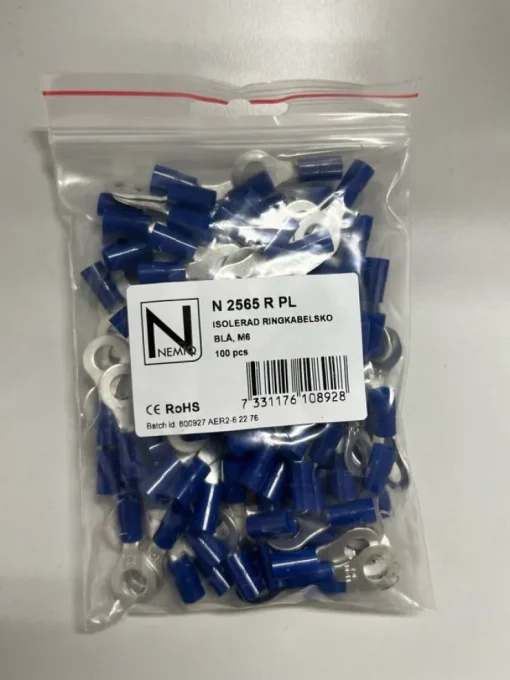 N
NEMIQ
N 2565 R PL
ISOLERAD RINGKABELSKO
BLÅ, M6
100 pcs
CE RoHS
7 331176 108928
Batch id: 800927 AER2-6 22 76